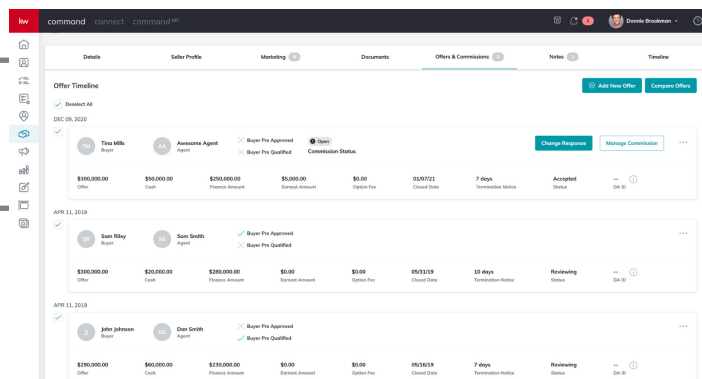 kw command connect command MC Donnie Brookman
Details Seller Profile Marketing Documents Offers & Commissions Notes Timeline
Offer Timeline Add New Offer Compare Offers
Deselect All
DEC 09, 2020
TM Tina Mills Buyer AA Awesome Agent Agent Buyer Pre Approved Buyer Pre Qualified Open Commission Status Change Response Manage Commission
$300,000.00 $50,000.00 $250,000.00 $5,000.00 $0.00 01/07/21 7 days Accepted --
Offer Cash Finance Amount Earnest Amount Option Fee Closed Date Termination Notice Status DA ID
APR 11, 2018
SR Sam Riley Buyer SS Sam Smith Agent Buyer Pre Approved Buyer Pre Qualified
$300,000.00 $20,000.00 $280,000.00 $0.00 $0.00 05/31/19 10 days Reviewing --
Offer Cash Finance Amount Earnest Amount Option Fee Closed Date Termination Notice Status DA ID
APR 11, 2019
JJ John Johnson Buyer DS Dan Smith Agent Buyer Pre Approved Buyer Pre Qualified
$290,000.00 $60,000.00 $230,000.00 $0.00 $0.00 05/16/19 7 days Reviewing --
Offer Cash Finance Amount Earnest Amount Option Fee Closed Date Termination Notice Status DA ID